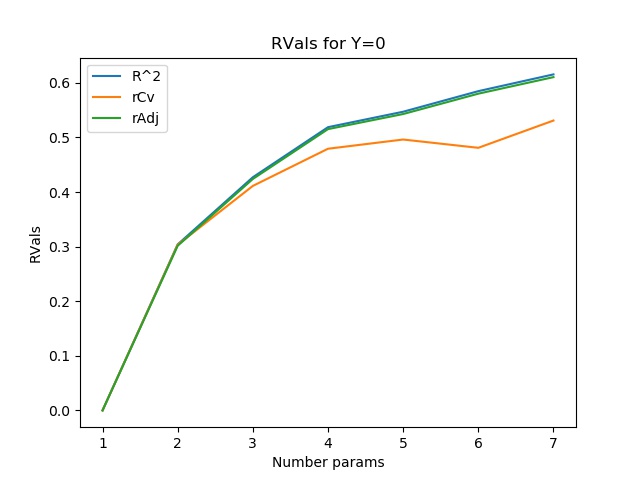 RVals for Y=0
R^2
rCv
rAdj
RVals
0.6
0.5
0.4
0.3
0.2
0.1
0.0
1 2 3 4 5 6 7
Number params